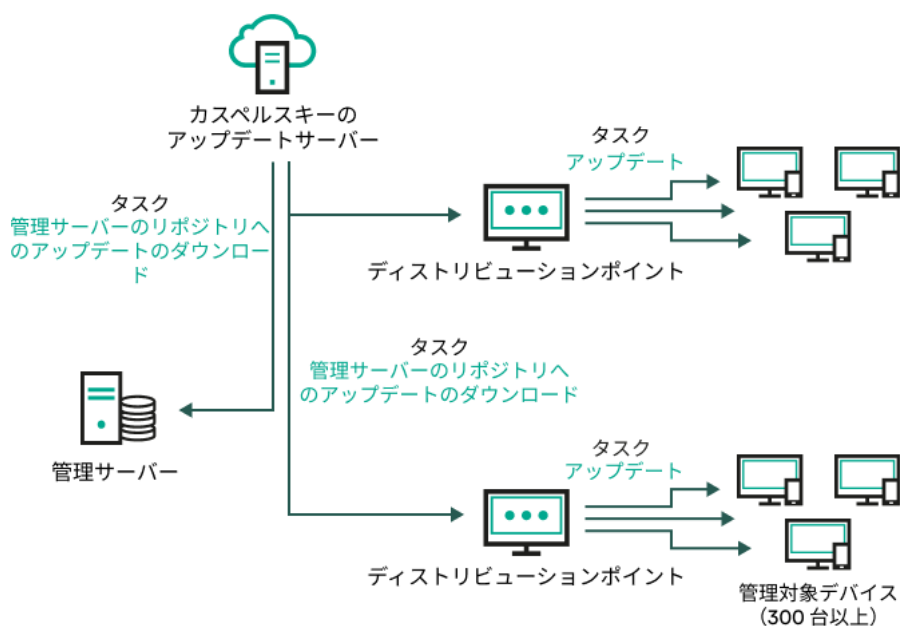 カスペルスキーの
アップデートサーバー
タスク
管理サーバーのリポジトリへ
のアップデートのダウンロー
ド
タスク
アップデート
ディストリビューションポイント
タスク
管理サーバーのリポジトリへ
のアップデートのダウンロード
管理サーバー
タスク
アップデート
ディストリビューションポイント
管理対象デバイス
（300 台以上）